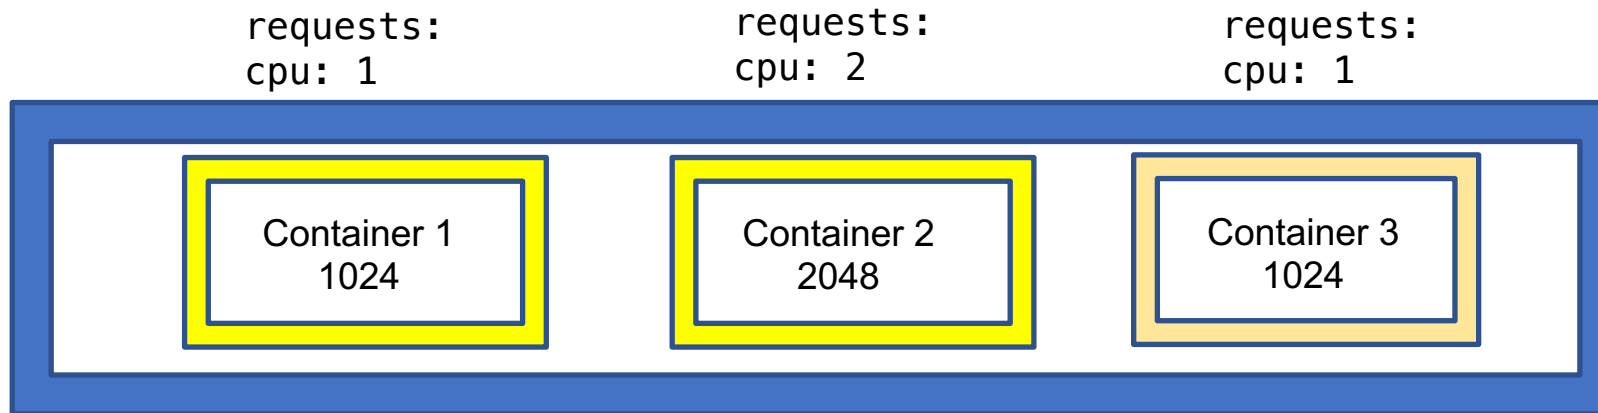 requests:
cpu: 1
requests:
cpu: 2
requests:
cpu: 1
Container 1
1024
Container 2
2048
Container 3
1024